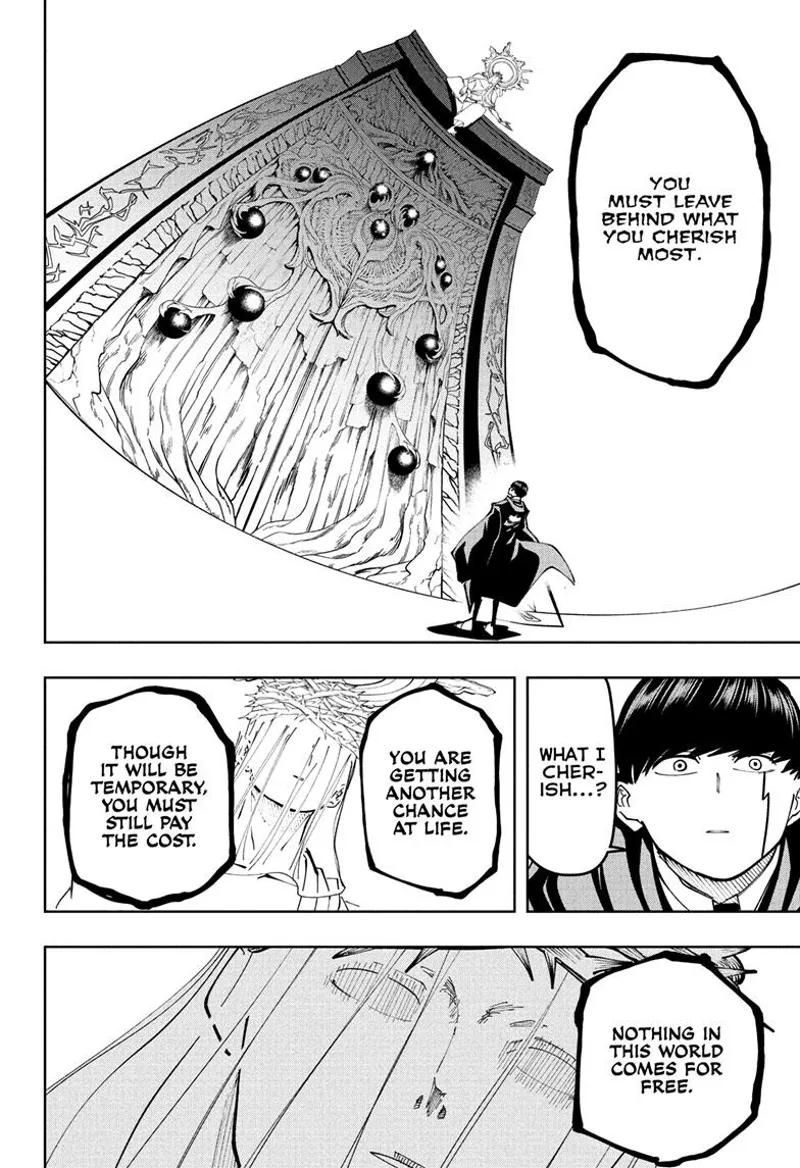 YOU
MUST LEAVE
BEHIND WHAT
YOU CHERISH
MOST.
WHAT I
CHER-
ISH...?
YOU ARE
GETTING
ANOTHER
CHANCE
AT LIFE.
THOUGH
IT WILL BE
TEMPORARY,
YOU MUST
STILL PAY
THE COST.
NOTHING IN
THIS WORLD
COMES FOR
FREE.